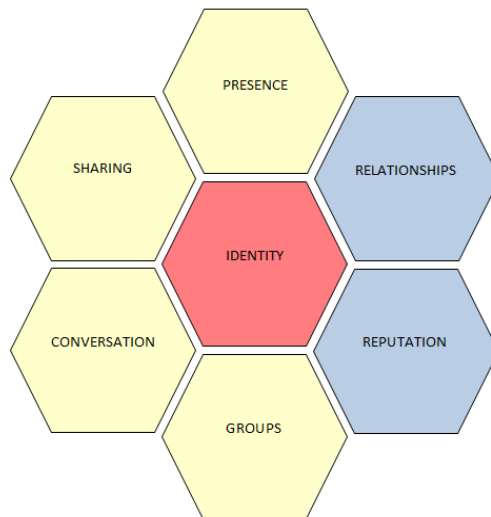 PRESENCE
SHARING
RELATIONSHIPS
IDENTITY
CONVERSATION
REPUTATION
GROUPS